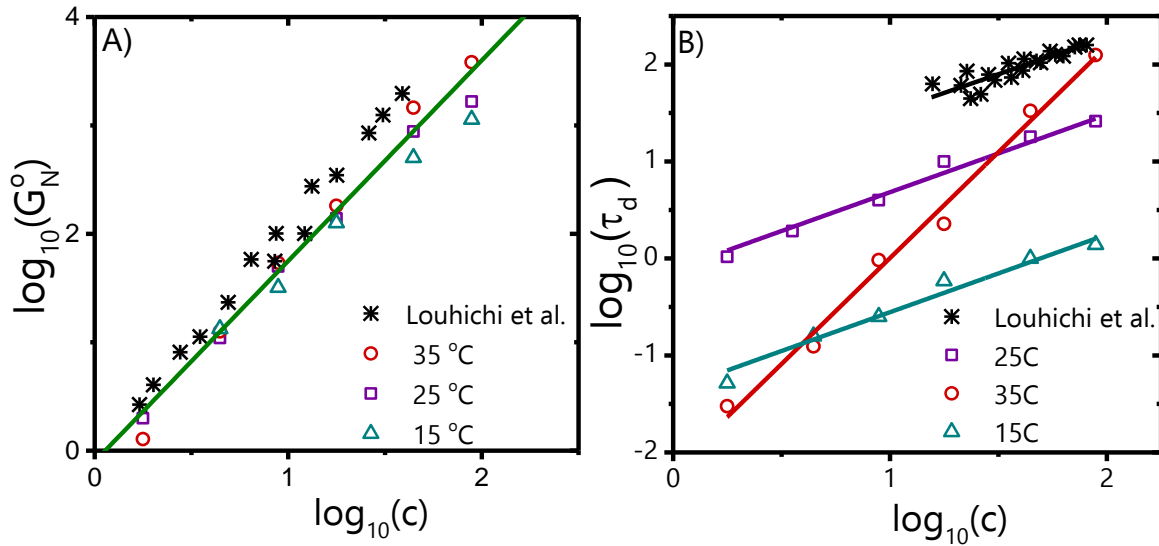 A)
4
2
0
log₁₀(G°N)
Louhichi et al.
35 °C
25 °C
15 °C
0
1
2
log₁₀(c)
B)
2
1
-0
-1
-2
log₁₀(τd)
Louhichi et al.
25C
35C
15C
0
1
2
log₁₀(c)